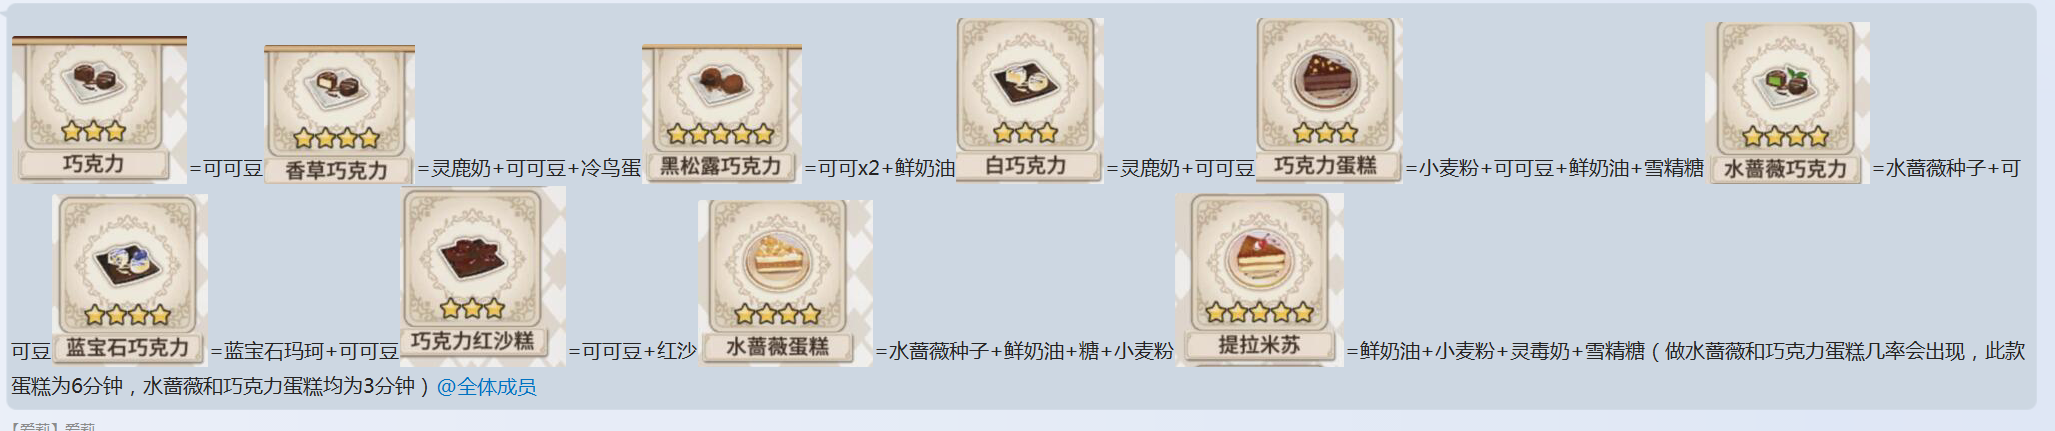 巧克力=可可豆香草巧克力=灵鹿奶+可可豆+冷鸟蛋黑松露巧克力=可可x2+鲜奶油白巧克力=灵鹿奶+可可豆巧克力蛋糕=小麦粉+可可豆+鲜奶油+雪精糖水蔷薇巧克力=水蔷薇种子+可
可豆蓝宝石巧克力=蓝宝石玛珂+可可豆巧克力红沙糕=可可豆+红沙水蔷薇蛋糕=水蔷薇种子+鲜奶油+糖+小麦粉提拉米苏=鲜奶油+小麦粉+灵毒奶+雪精糖（做水蔷薇和巧克力蛋糕几率会出现，此款
蛋糕为6分钟，水蔷薇和巧克力蛋糕均为3分钟）@全体成员
【爱莉】爱莉